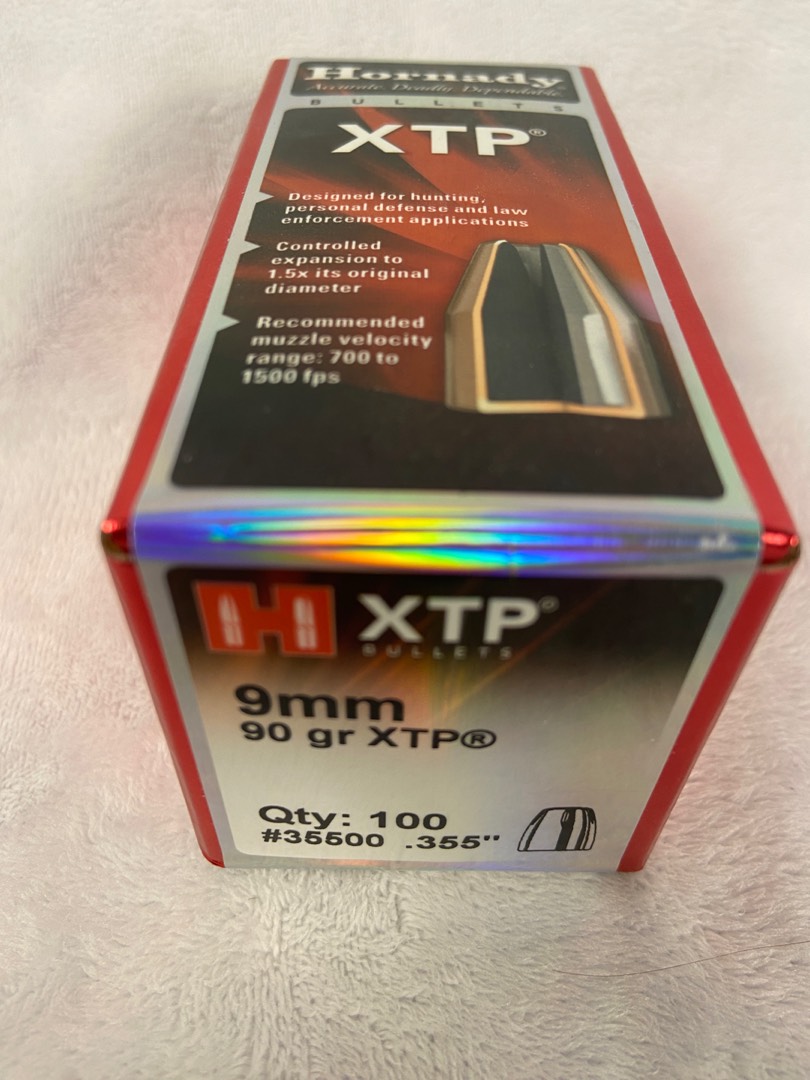 Hornady®
Accurate. Deadly. Dependable.
BULLETS
XTP®
Designed for hunting,
personal defense and law
enforcement applications
Controlled
expansion to
1.5x its original
diameter
Recommended
muzzle velocity
range: 700 to
1500 fps
H XTP®
BULLETS
9mm
90 gr XTP®
Qty: 100
#35500 .355"